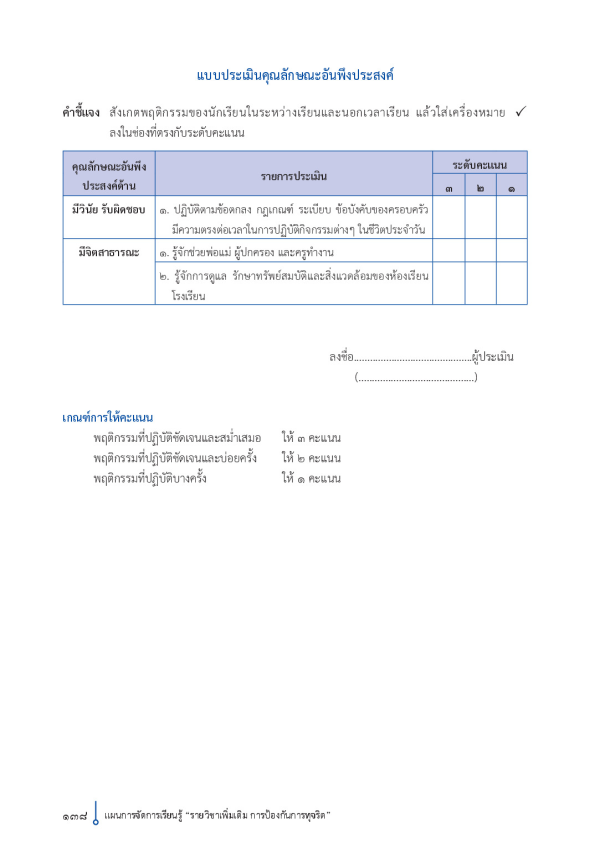 แบบประเมินคุณลักษณะอันพึงประสงค์
คำชี้แจง สังเกตพฤติกรรมของนักเรียนในระหว่างเรียนและนอกเวลาเรียน แล้วใส่เครื่องหมาย ✓
ลงในช่องที่ตรงกับระดับคะแนน
คุณลักษณะอันพึง
ประสงค์ด้าน
รายการประเมิน
ระดับคะแนน
๓ ๒ ๑
มีวินัย รับผิดชอบ
๑. ปฏิบัติตามข้อตกลง กฎเกณฑ์ ระเบียบ ข้อบังคับของครอบครัว
มีความตรงต่อเวลาในการปฏิบัติกิจกรรมต่างๆ ในชีวิตประจำวัน
มีจิตสาธารณะ
๑. รู้จักช่วยพ่อแม่ ผู้ปกครอง และครูทำงาน
๒. รู้จักการดูแล รักษาทรัพย์สมบัติและสิ่งแวดล้อมของห้องเรียน
โรงเรียน
ลงชื่อ............................................ผู้ประเมิน
(...........................................)
เกณฑ์การให้คะแนน
พฤติกรรมที่ปฏิบัติชัดเจนและสม่ำเสมอ ให้ ๓ คะแนน
พฤติกรรมที่ปฏิบัติชัดเจนและบ่อยครั้ง ให้ ๒ คะแนน
พฤติกรรมที่ปฏิบัติบางครั้ง ให้ ๑ คะแนน
๑๓๘ แผนการจัดการเรียนรู้ “รายวิชาเพิ่มเติม การป้องกันการทุจริต”